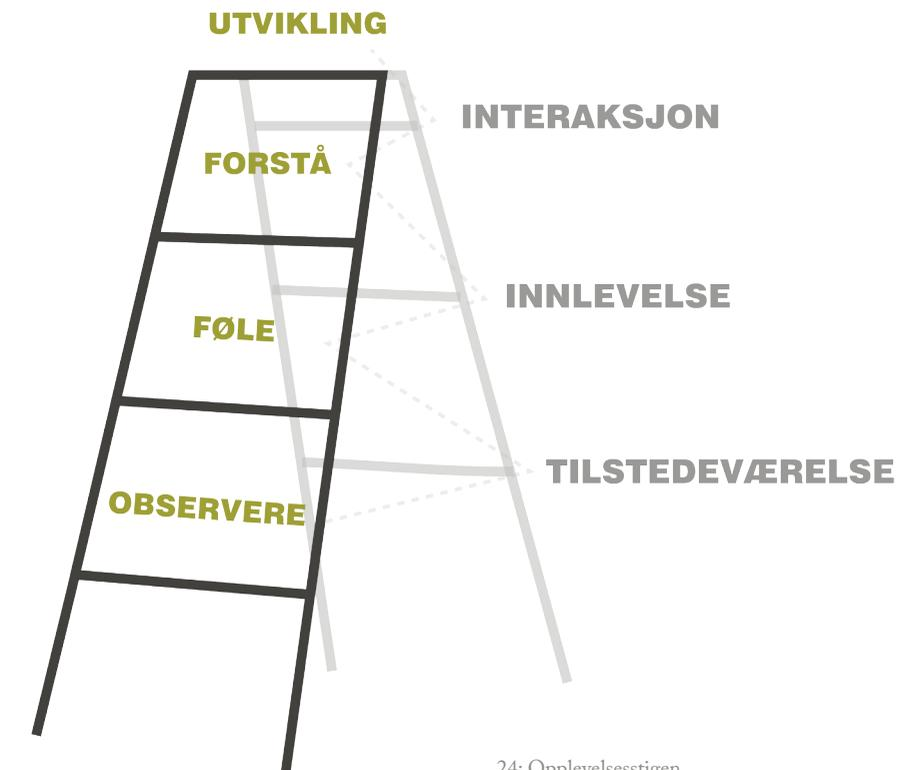 UTVIKLING
INTERAKSJON
FORSTÅ
INNLEVELSE
FØLE
TILSTEDEVÆRELSE
OBSERVERE
24: Opplevelsesstigen